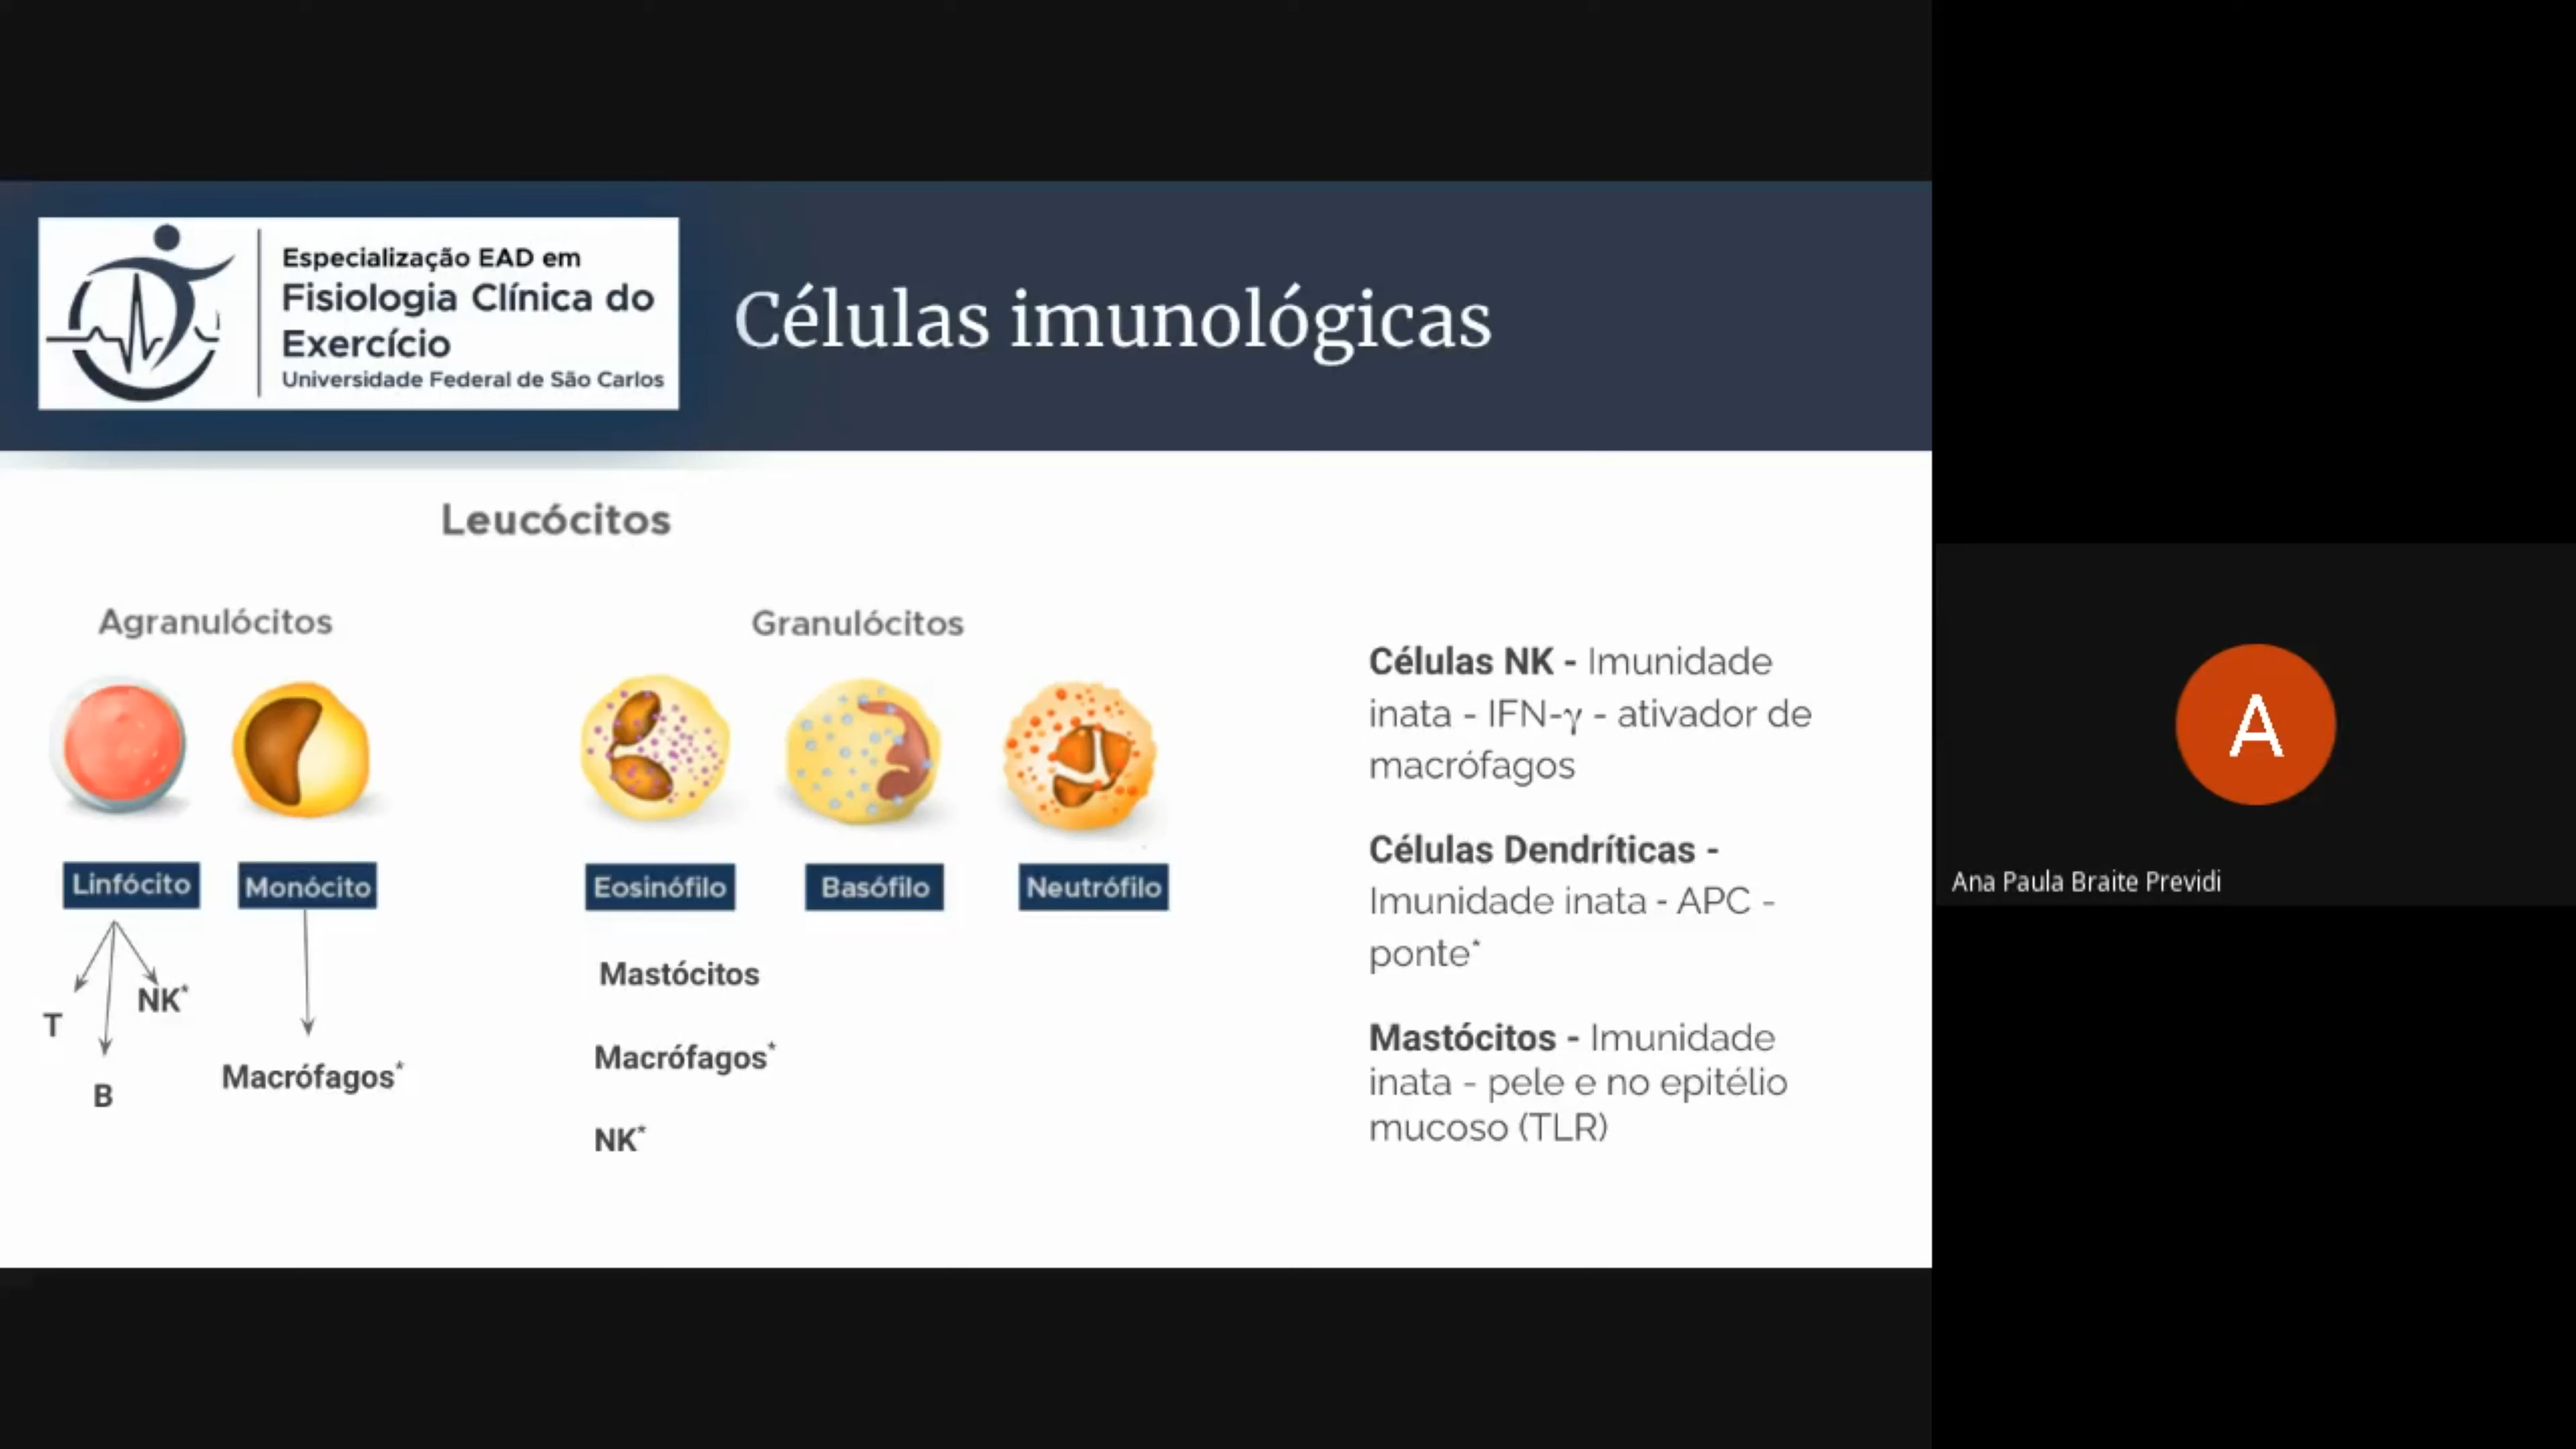 Especialização EAD em
Fisiologia Clínica do
Exercício
Universidade Federal de São Carlos
Células imunológicas
Leucócitos
Agranulócitos
Granulócitos
Linfócito
Monócito
Eosinófilo
Basófilo
Neutrófilo
T
B
NK*
Macrófagos*
Mastócitos
Macrófagos*
NK*
Células NK - Imunidade
inata - IFN-γ - ativador de
macrófagos
Células Dendríticas -
Imunidade inata - APC -
ponte*
Mastócitos - Imunidade
inata - pele e no epitélio
mucoso (TLR)
A
Ana Paula Braite Previdi